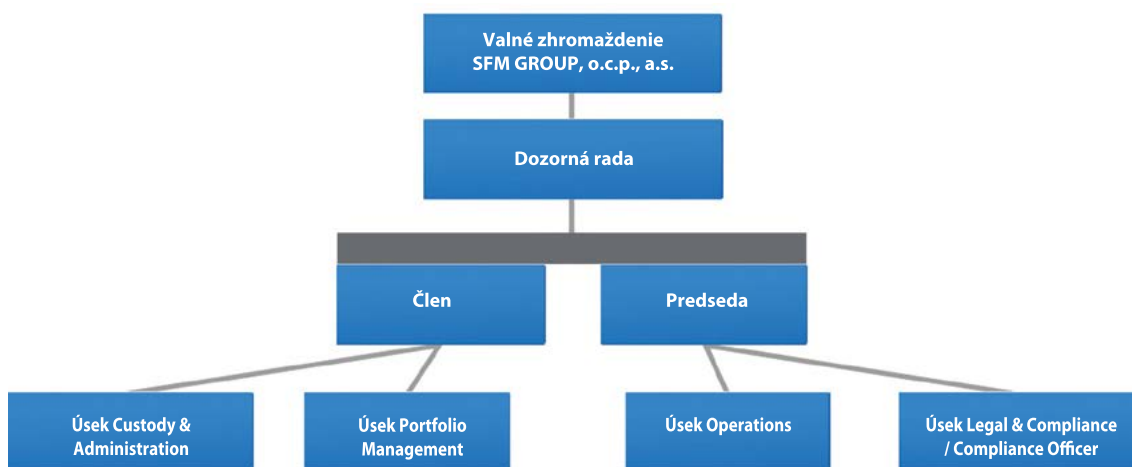 Valné zhromaždenie
SFM GROUP, o.c.p., a.s.
Dozorná rada
Člen
Predseda
Úsek Custody &
Administration
Úsek Portfolio
Management
Úsek Operations
Úsek Legal & Compliance
/ Compliance Officer